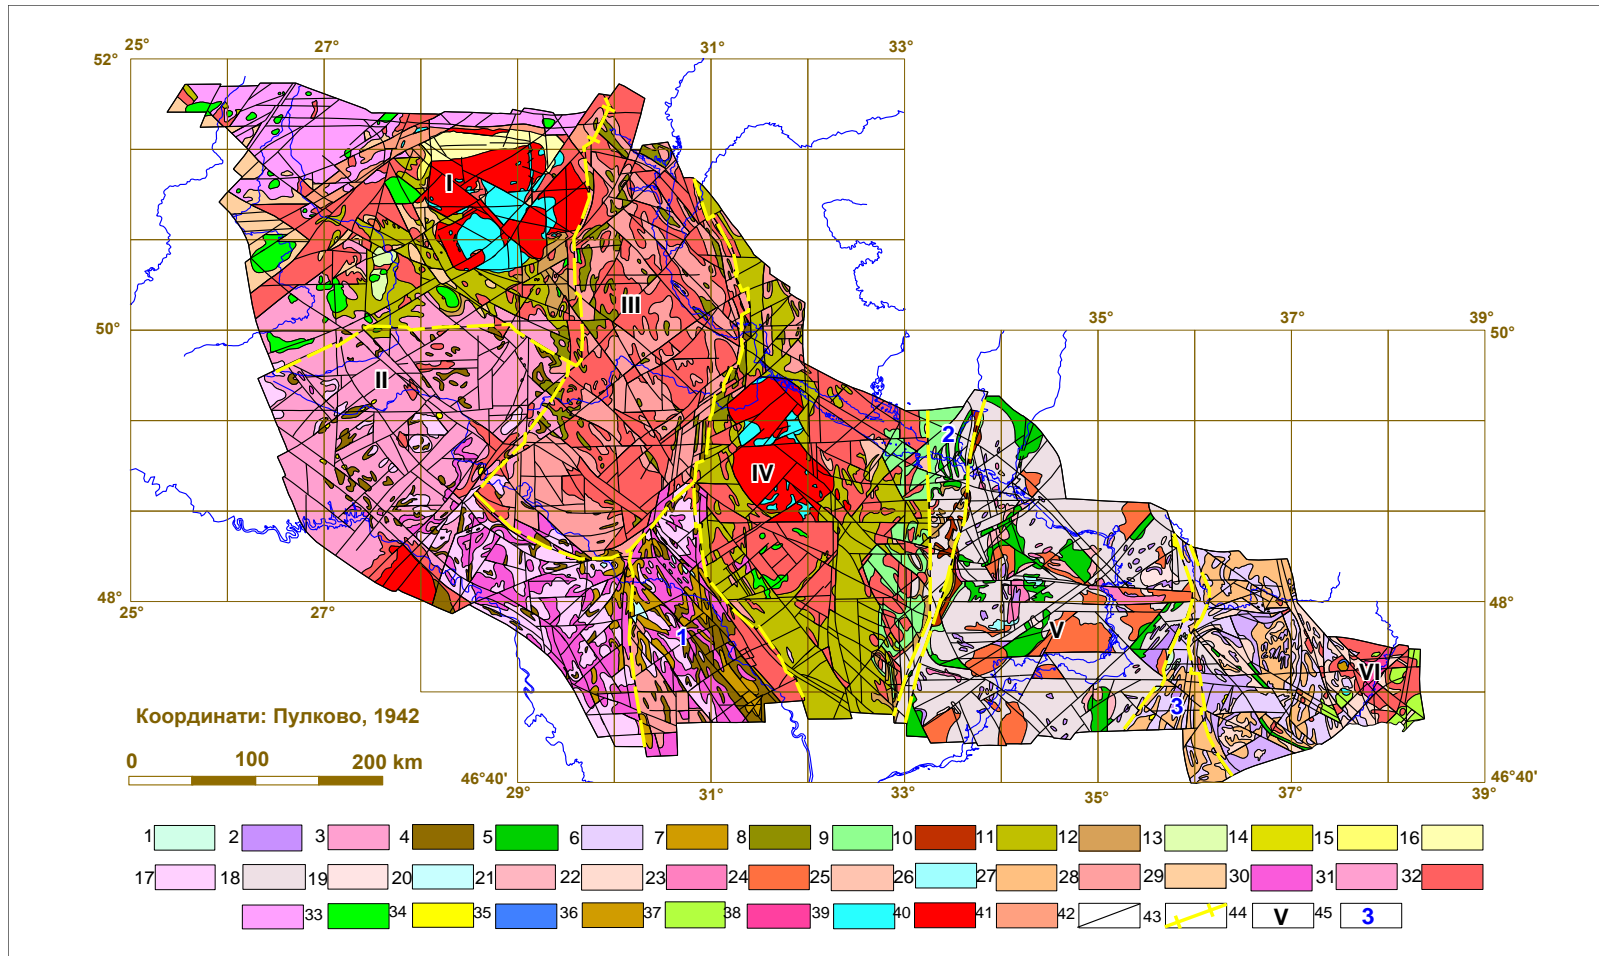 25° 27° 31° 33°
52°
I
III
II
50° 35° 37° 39° 50°
2
IV
48° 48°
25° 27°
V
1
VI
3
Координати: Пулково, 1942
0 100 200 km
46°40' 46°40'
29° 31° 33° 35° 37° 39°
1 2 3 4 5 6 7 8 9 10 11 12 13 14 15 16
17 18 19 20 21 22 23 24 25 26 27 28 29 30 31 32
33 34 35 36 37 38 39 40 41 42 43 44 V 45 3